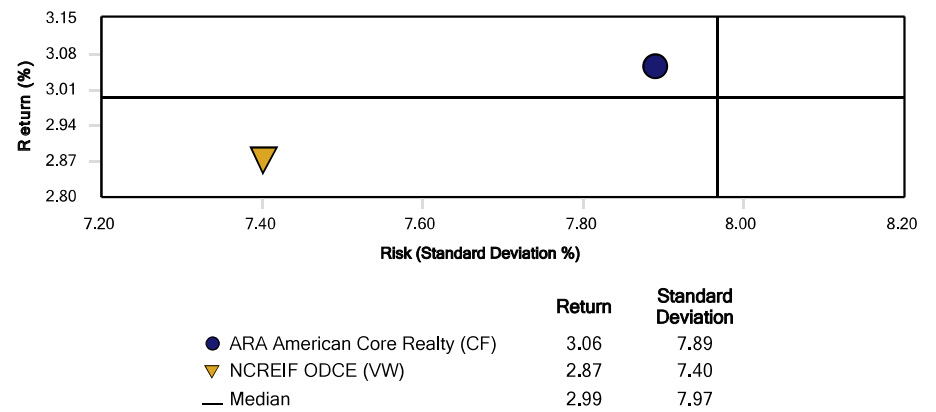 3.15
3.08
3.01
2.94
2.87
2.80
Return (%)
7.20 7.40 7.60 7.80 8.00 8.20
Risk (Standard Deviation %)
Return Standard Deviation
ARA American Core Realty (CF) 3.06 7.89
NCREIF ODCE (VW) 2.87 7.40
Median 2.99 7.97